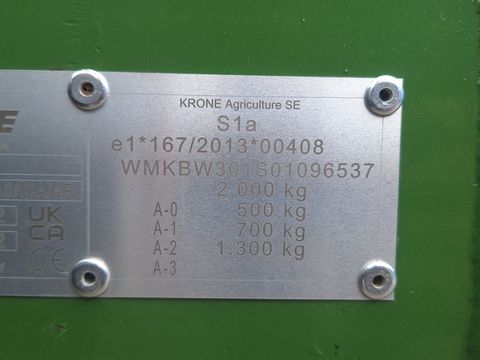 KRONE Agriculture SE
S1a
e1*167/2013*00408
WMKBW301S01096537
2.000 kg
A-0 500 kg
A-1 700 kg
A-2 1.300 kg
A-3
E
UK
CA
CE